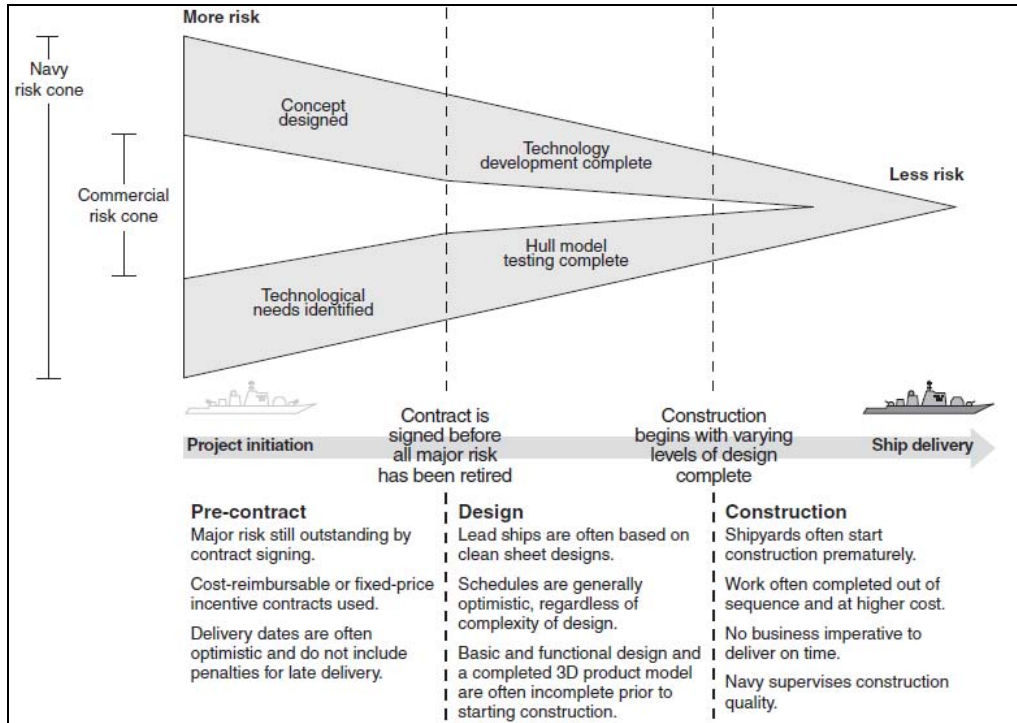 More risk
Navy
risk cone
Concept
designed
Technology
development complete
Less risk
Commercial
risk cone
Hull model
testing complete
Technological
needs identified
Contract is
signed before
all major risk
has been retired
Construction
begins with varying
levels of design
complete
Project initiation
Ship delivery
Pre-contract
Major risk still outstanding by
contract signing.
Cost-reimbursable or fixed-price
incentive contracts used.
Delivery dates are often
optimistic and do not include
penalties for late delivery.
Design
Lead ships are often based on
clean sheet designs.
Schedules are generally
optimistic, regardless of
complexity of design.
Basic and functional design and
a completed 3D product model
are often incomplete prior to
starting construction.
Construction
Shipyards often start
construction prematurely.
Work often completed out of
sequence and at higher cost.
No business imperative to
deliver on time.
Navy supervises construction
quality.